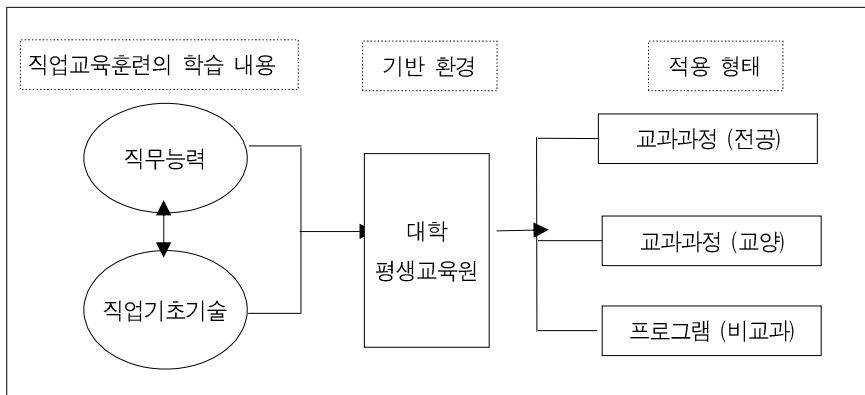 직업교육훈련의 학습 내용
기반 환경
적용 형태
직무능력
직업기초기술
대학
평생교육원
교과과정 (전공)
교과과정 (교양)
프로그램 (비교과)